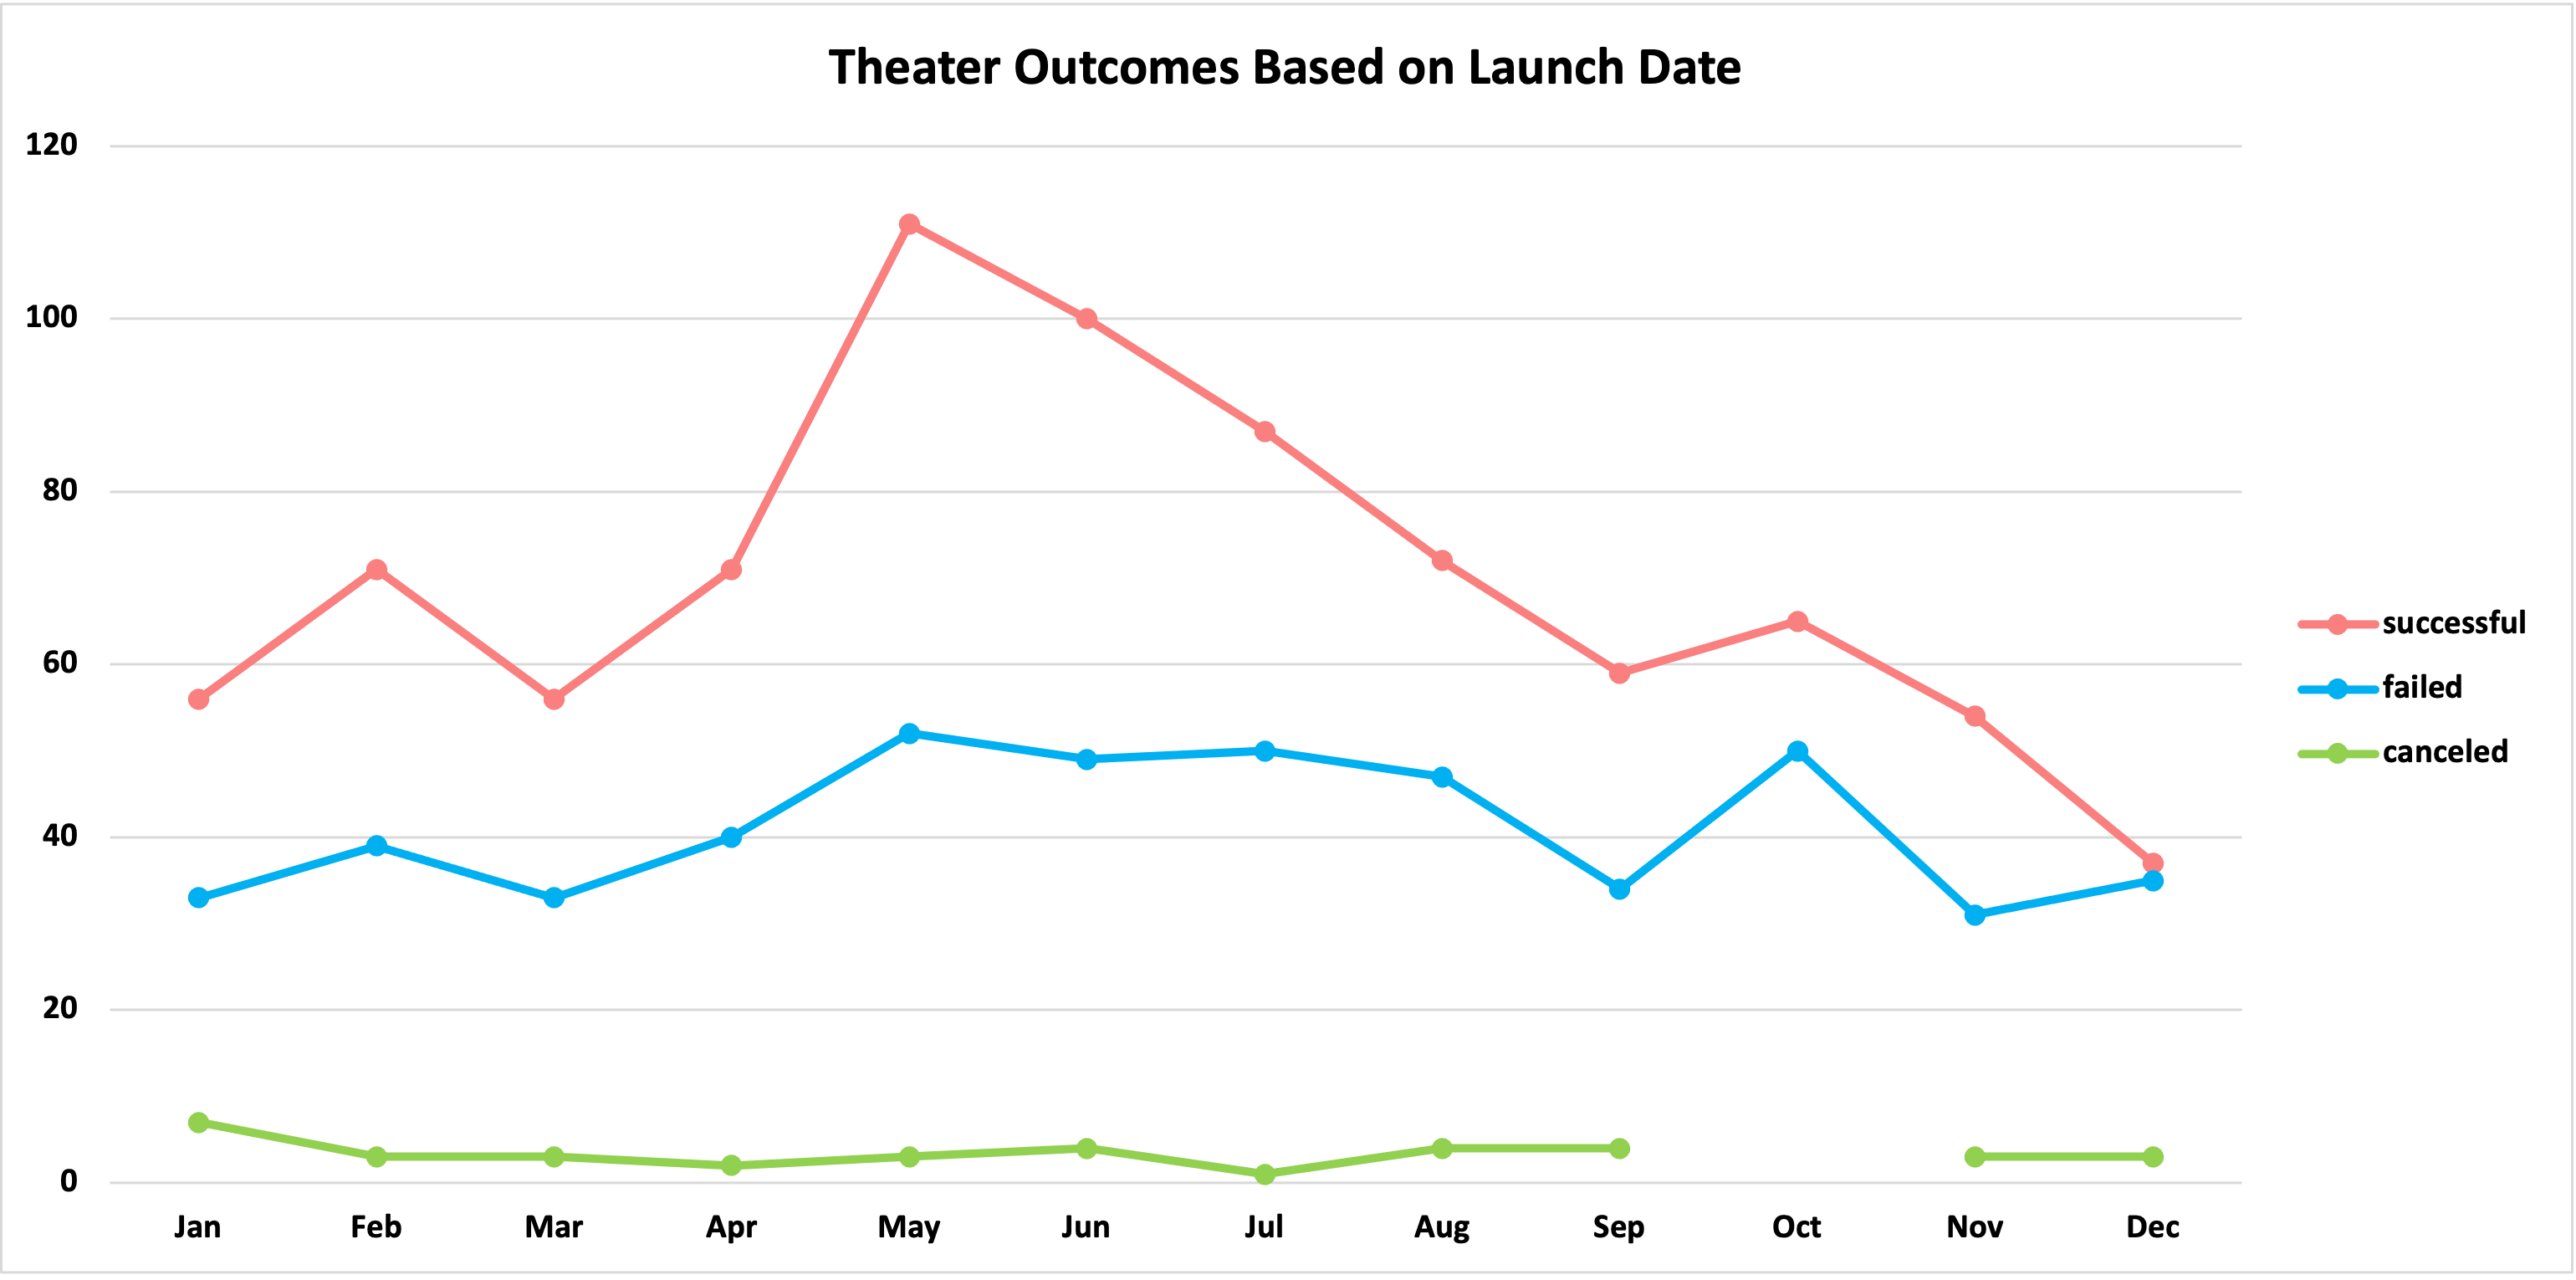 Theater Outcomes Based on Launch Date
120
100
80
60
40
20
0
Jan Feb Mar Apr May Jun Jul Aug Sep Oct Nov Dec
successful
failed
canceled